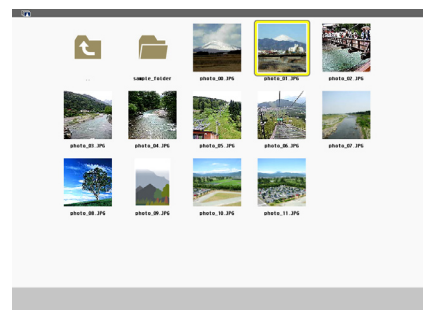 sample_folder
photo_00.JPG
photo_01.JPG
photo_02.JPG
photo_03.JPG
photo_04.JPG
photo_05.JPG
photo_06.JPG
photo_07.JPG
photo_08.JPG
photo_09.JPG
photo_10.JPG
photo_11.JPG